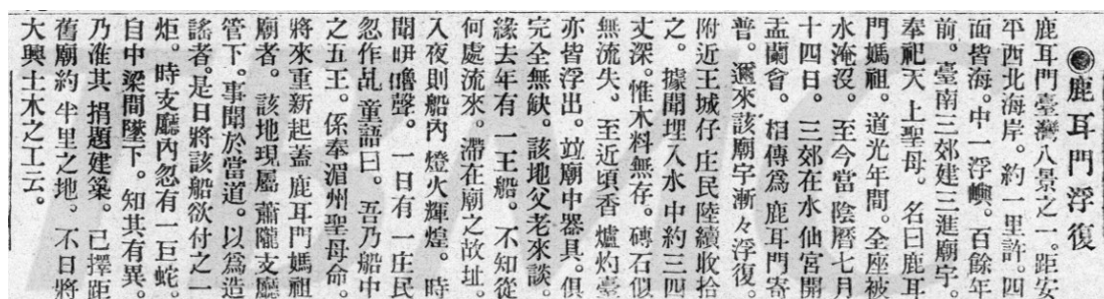 ◉鹿耳門浮復
鹿耳門臺灣八景之一。距安
平西北海岸。約一里許。四
面皆海。中一浮嶼。百餘年
前。臺南三郊建三進廟宇。
奉祀天上聖母。名曰鹿耳
門媽祖。道光年間。全座被
水淹沒。至今當陰曆七月
十四日。三郊在水仙宮開
盂蘭會。相傳爲鹿耳門寄
普。邇來該廟宇漸々浮復。
附近王城仔庄民陸續收拾
之。據聞埋入水中約三四
丈深。惟木料無存。磚石似
無流失。至近頃香爐灼臺
亦皆浮出。竝廟中器具。俱
完全無缺。該地父老來談。
緣去年有一王船。不知從
何處流來。滯在廟之故址。
入夜則船內燈火輝煌。時
聞咿嚕聲。一日有一庄民
忽作乩童語曰。吾乃船中
之五王。係奉湄州聖母命。
將來重新起蓋鹿耳門媽祖
廟者。該地現屬蕭壠支廳
管下。事聞於當道。以爲造
謠者。是日將該船欲付之一
炬。時支廳內忽有一巨蛇。
自中梁間墜下。知其有異。
乃准其捐題建築。已擇距
舊廟約半里之地。不日將
大興土木之工云。